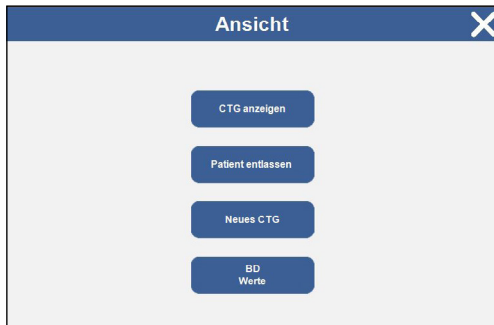 Ansicht
CTG anzeigen
Patient entlassen
Neues CTG
BD
Werte